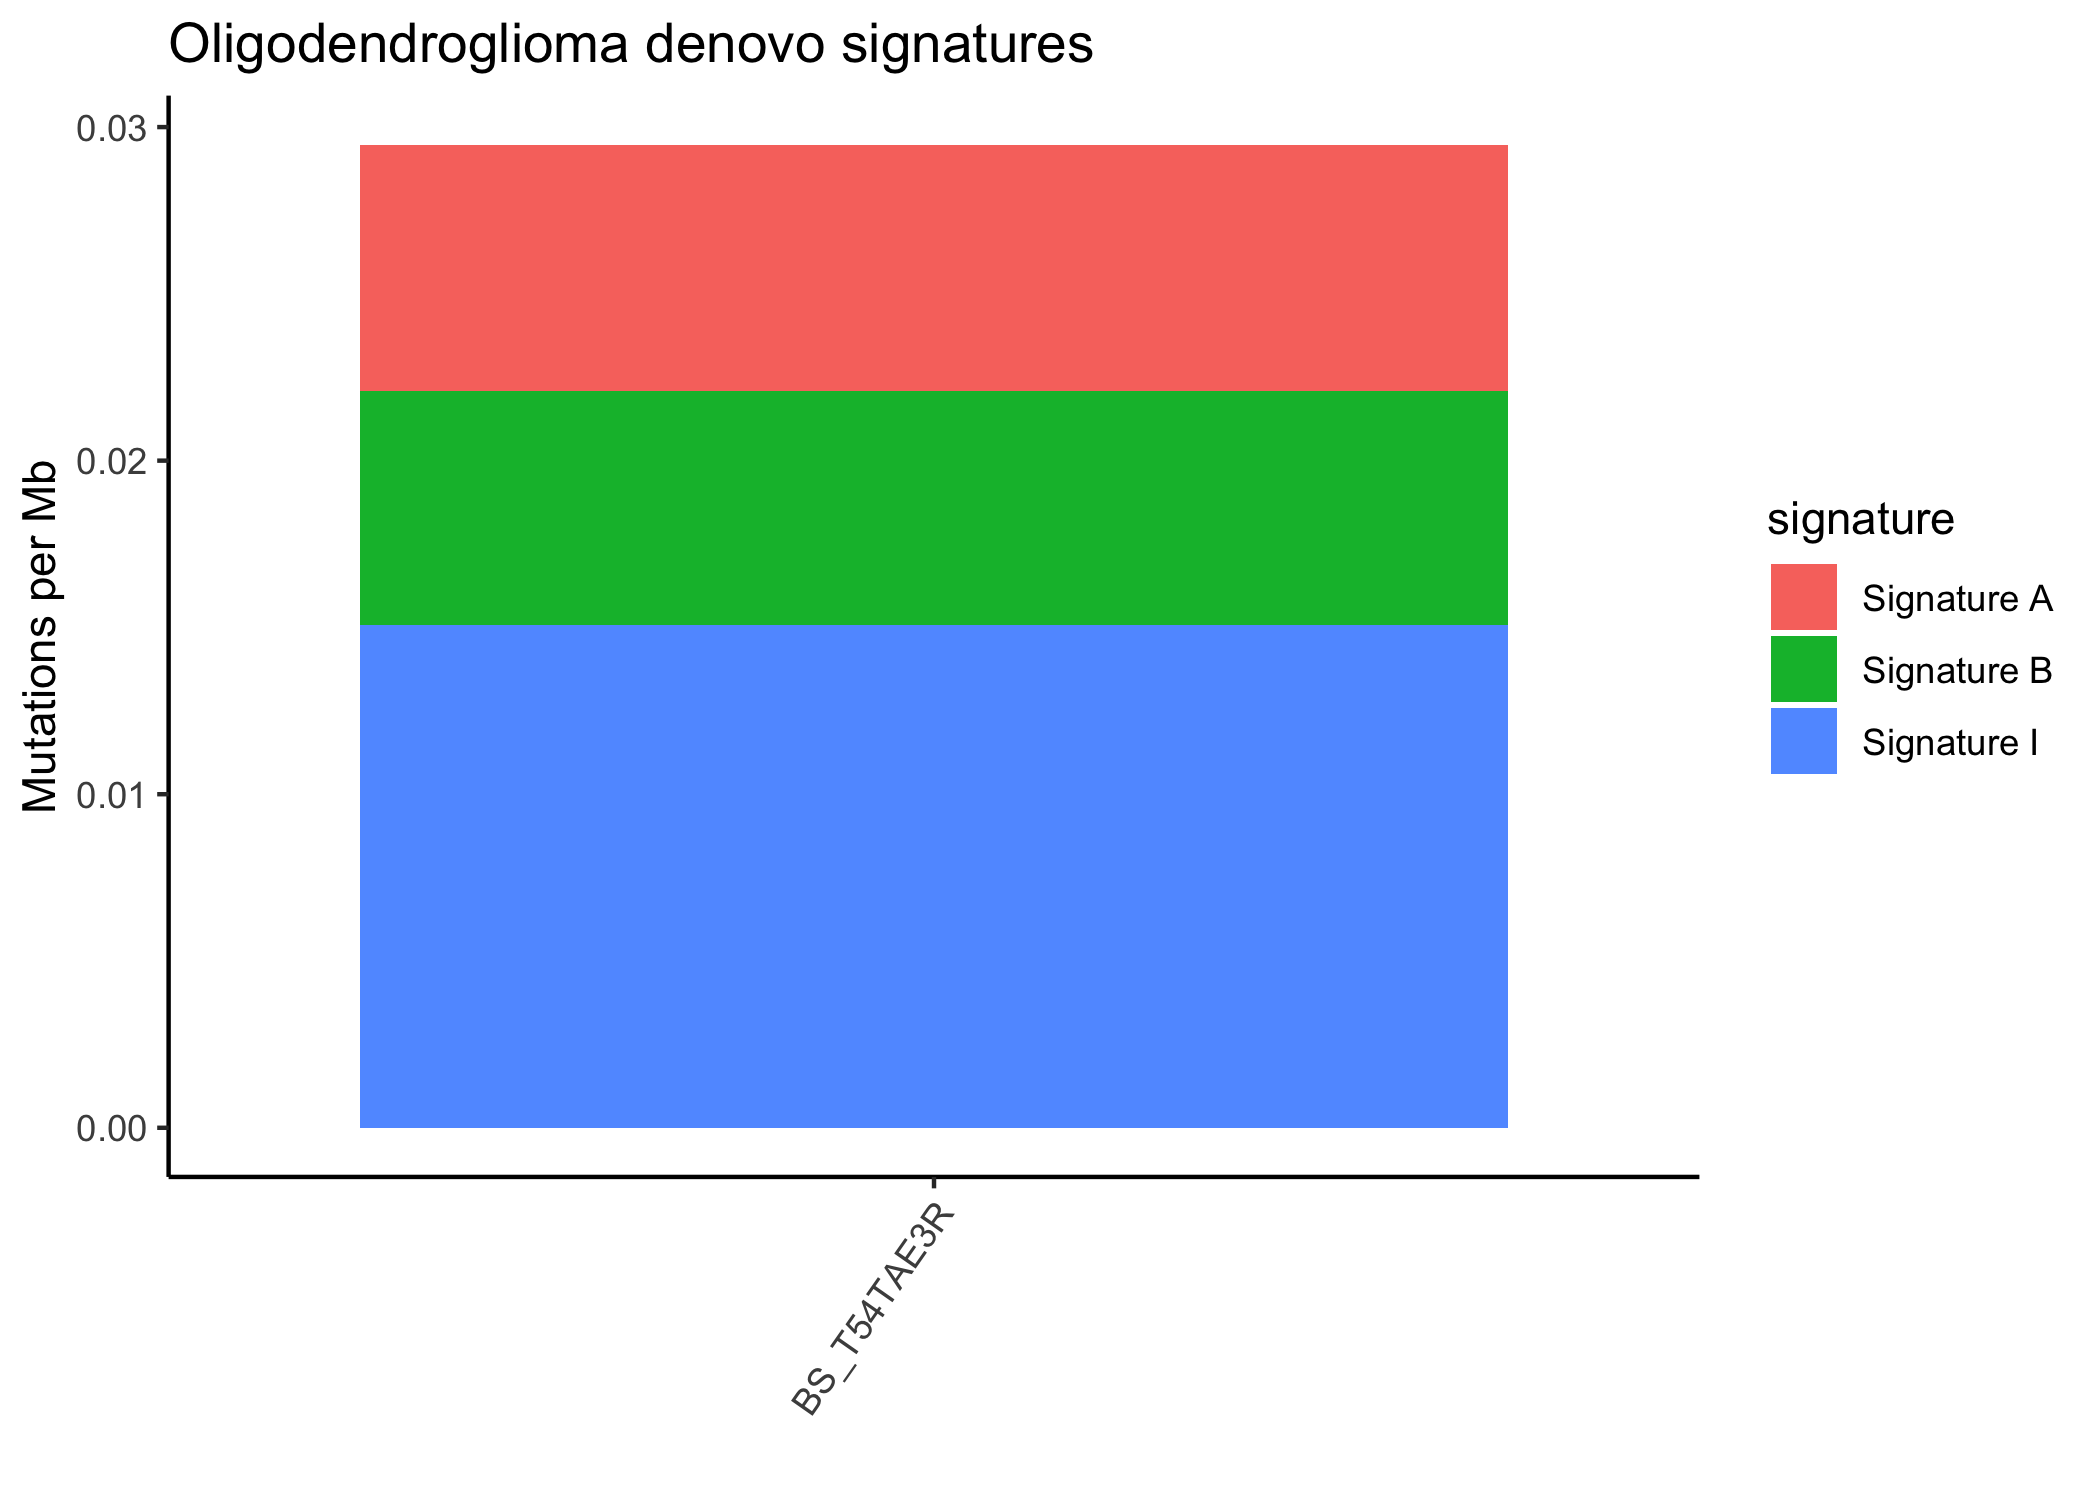 Oligodendroglioma denovo signatures
Mutations per Mb
0.03
0.02
0.01
0.00
BS_T54TAE3R
signature
Signature A
Signature B
Signature I